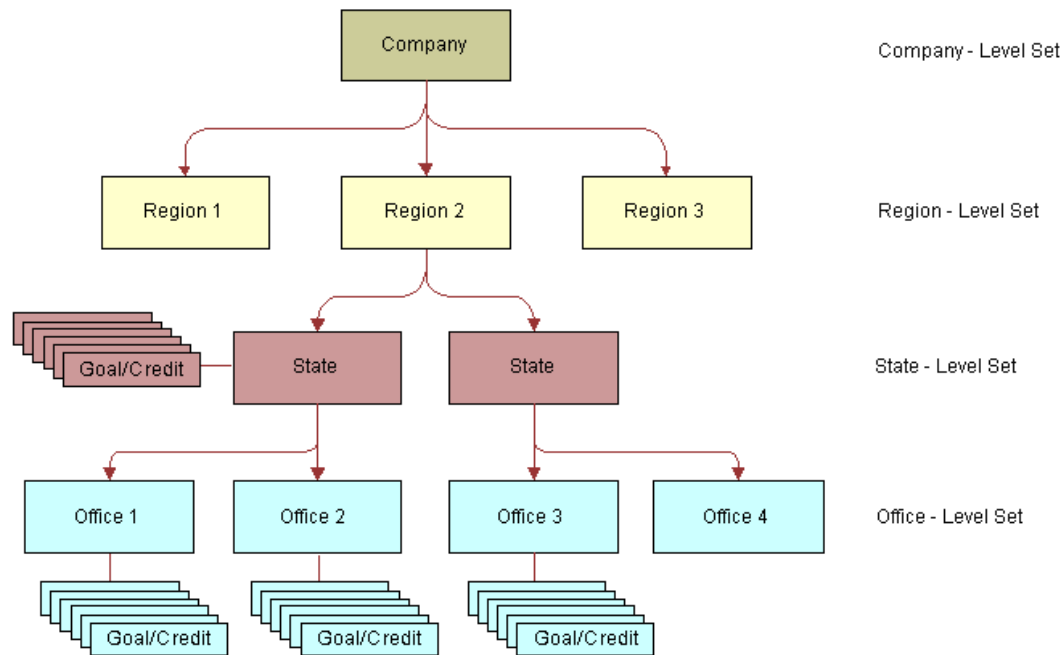 Company
Company - Level Set
Region 1
Region 2
Region 3
Region - Level Set
Goal/Credit
State
State
State - Level Set
Office 1
Office 2
Office 3
Office 4
Office - Level Set
Goal/Credit
Goal/Credit
Goal/Credit